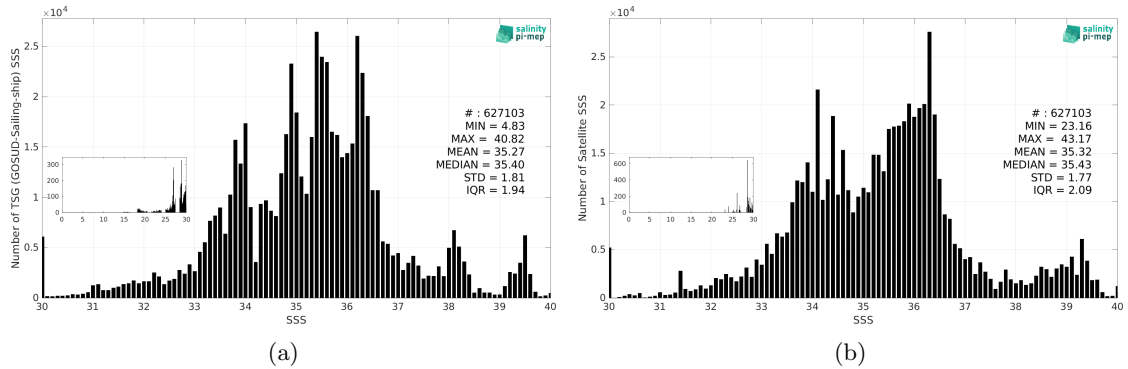 ×10⁴
salinity
pi-mep
# : 627103
MIN = 4.83
MAX = 40.82
MEAN = 35.27
MEDIAN = 35.40
STD = 1.81
IQR = 1.94
Number of TSG (GOSUD-Sailing-ship) SSS
2.5
2
1.5
1
0.5
0
300
200
100
0
0 5 10 15 20 25 30
30 31 32 33 34 35 36 37 38 39 40
SSS
(a)
×10⁴
salinity
pi-mep
# : 627103
MIN = 23.16
MAX = 43.17
MEAN = 35.32
MEDIAN = 35.43
STD = 1.77
IQR = 2.09
Number of Satellite SSS
2.5
2
1.5
1
0.5
0
600
400
200
0
0 5 10 15 20 25 30
30 31 32 33 34 35 36 37 38 39 40
SSS
(b)